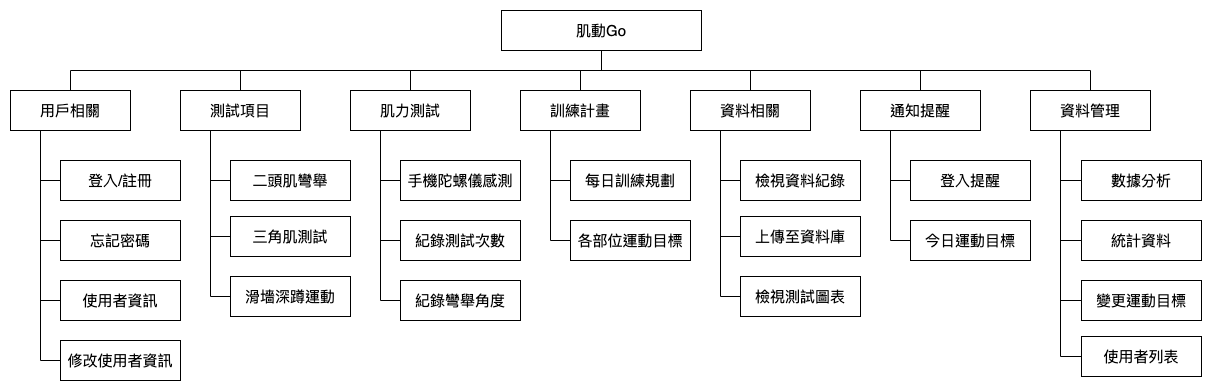 肌動Go
用戶相關
測試項目
肌力測試
訓練計畫
資料相關
通知提醒
資料管理
登入/註冊
忘記密碼
使用者資訊
修改使用者資訊
二頭肌彎舉
三角肌測試
滑墻深蹲運動
手機陀螺儀感測
紀錄測試次數
紀錄彎舉角度
每日訓練規劃
各部位運動目標
檢視資料紀錄
上傳至資料庫
檢視測試圖表
登入提醒
今日運動目標
數據分析
統計資料
變更運動目標
使用者列表